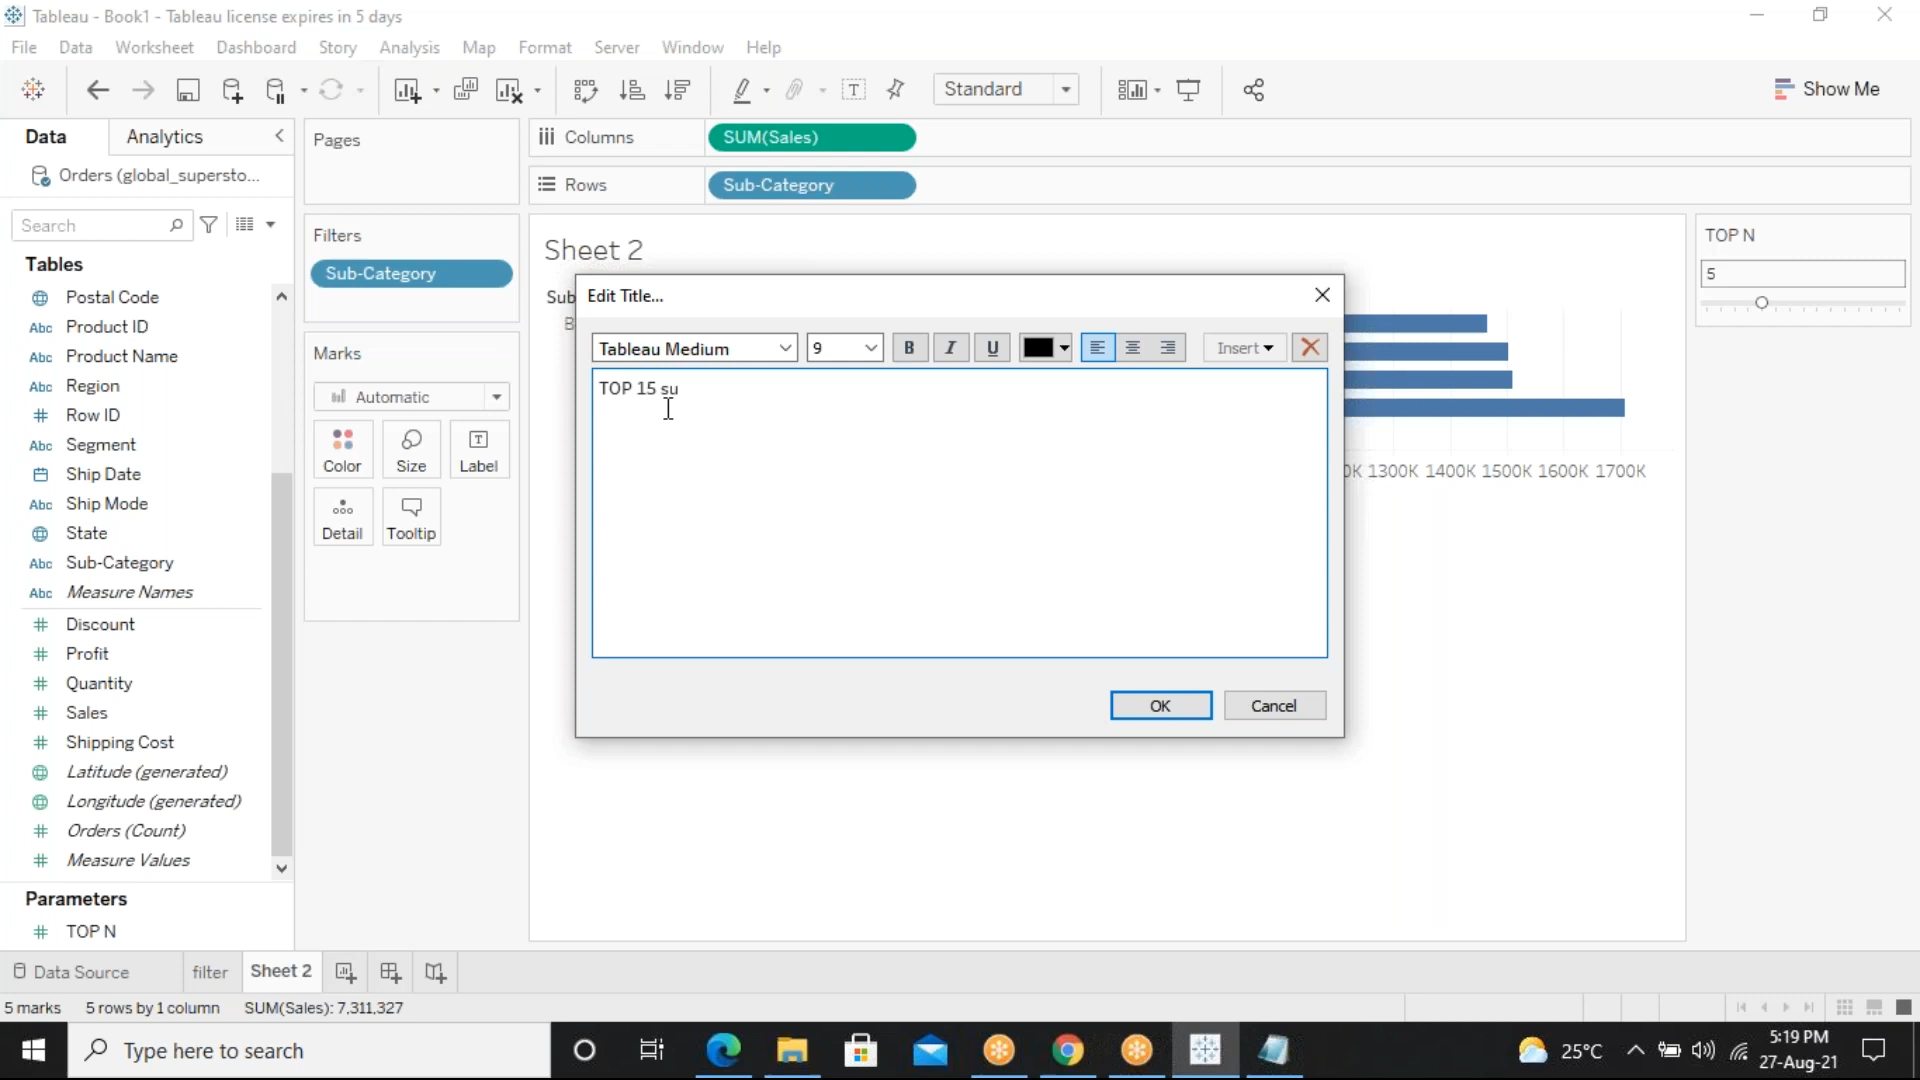 Tableau - Book1 - Tableau license expires in 5 days
File Data Worksheet Dashboard Story Analysis Map Format Server Window Help
Standard
Show Me
Data Analytics
Pages
Columns SUM(Sales)
Orders (global_supersto...
Rows Sub-Category
Search
Filters
Sub-Category
Sheet 2
TOP N
5
Tables
Postal Code
Product ID
Product Name
Region
Row ID
Segment
Ship Date
Ship Mode
State
Sub-Category
Measure Names
Discount
Profit
Quantity
Sales
Shipping Cost
Latitude (generated)
Longitude (generated)
Orders (Count)
Measure Values
Parameters
TOP N
Marks
Automatic
Color Size Label
Detail Tooltip
Sub
B
Edit Title...
Tableau Medium 9 B I U Insert
TOP 15 su
OK Cancel
0K 1300K 1400K 1500K 1600K 1700K
Data Source filter Sheet 2
5 marks 5 rows by 1 column SUM(Sales): 7,311,327
Type here to search
25°C
5:19 PM
27-Aug-21